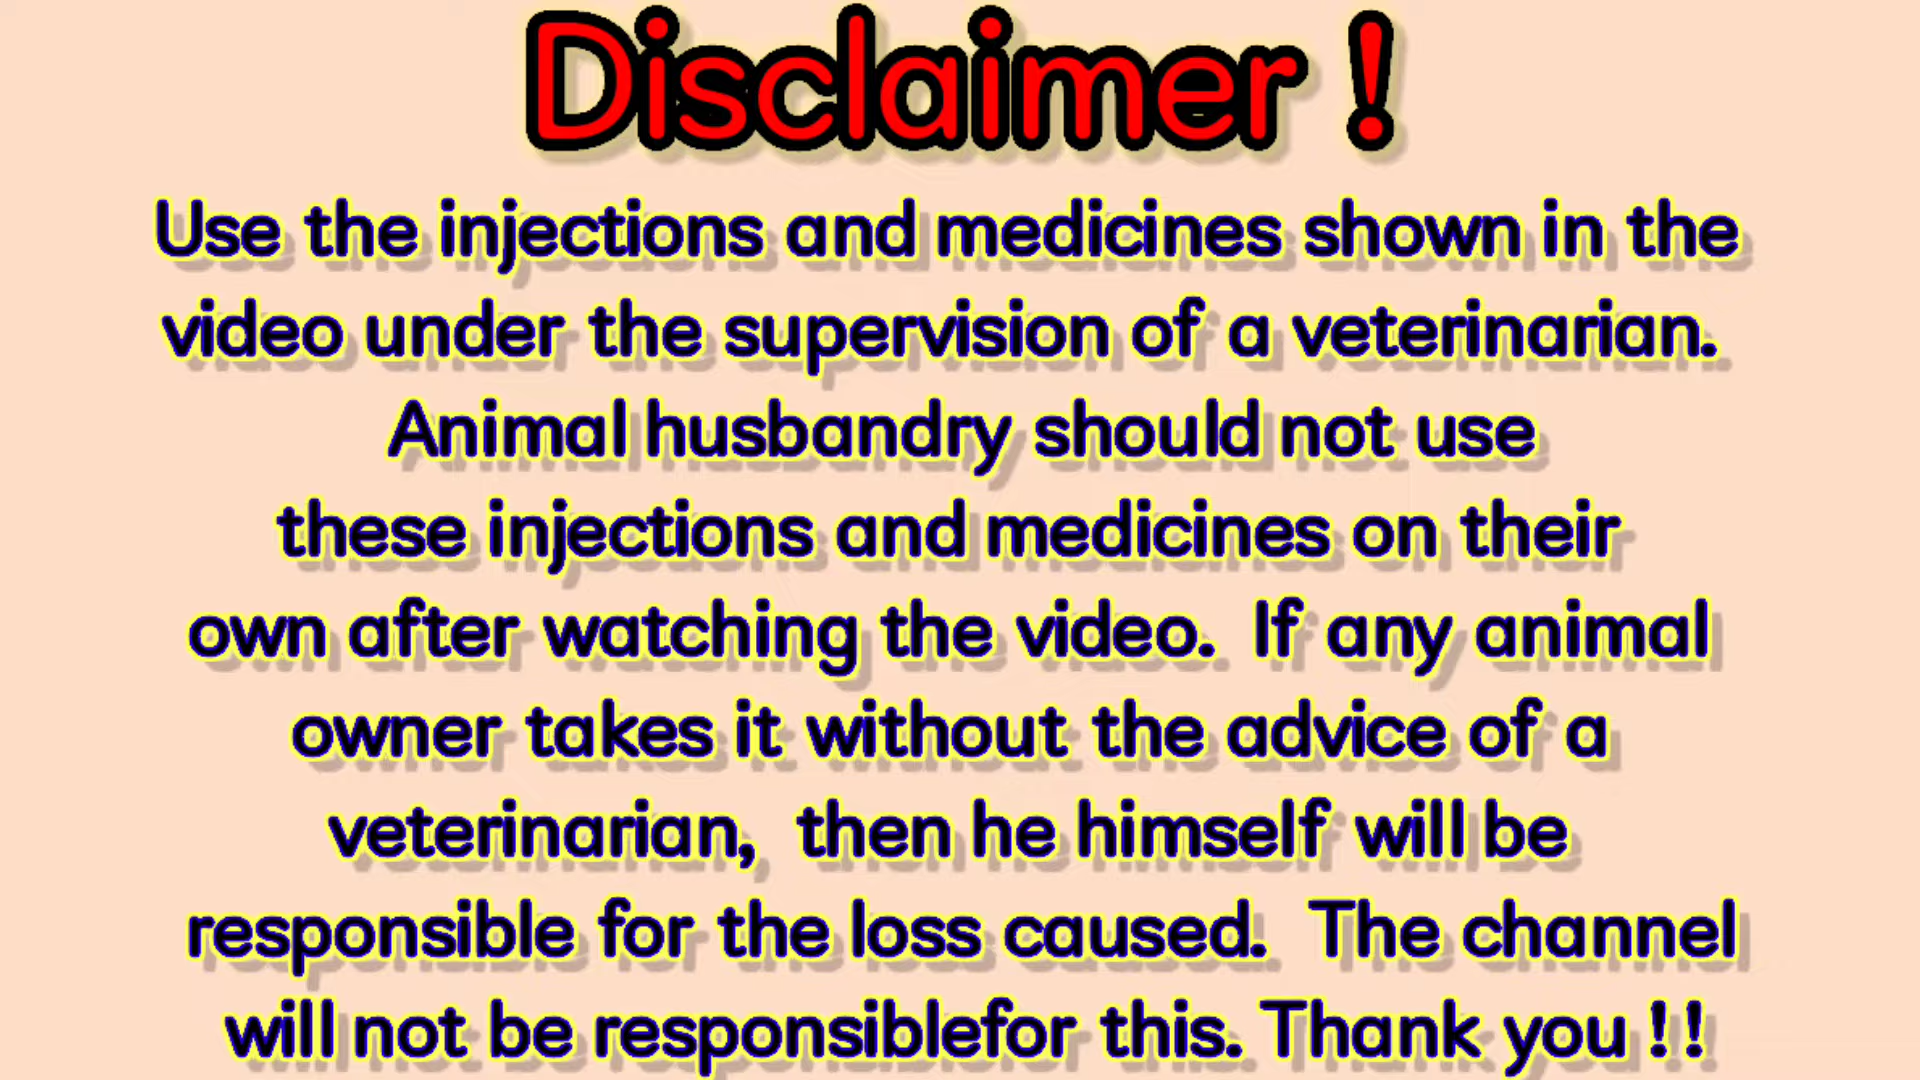 Disclaimer !
Use the injections and medicines shown in the
video under the supervision of a veterinarian.
Animal husbandry should not use
these injections and medicines on their
own after watching the video. If any animal
owner takes it without the advice of a
veterinarian, then he himself will be
responsible for the loss caused. The channel
will not be responsiblefor this. Thank you !!